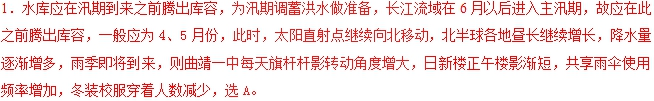 1．水库应在汛期到来之前腾出库容，为汛期调蓄洪水做准备，长江流域在 6 月以后进入主汛期，故应在此
之前腾出库容，一般应为 4、5 月份，此时，太阳直射点继续向北移动，北半球各地昼长继续增长，降水量
逐渐增多，雨季即将到来，则曲靖一中每天旗杆杆影转动角度增大，日新楼正午楼影渐短，共享雨伞使用
频率增加，冬装校服穿着人数减少，选 A。